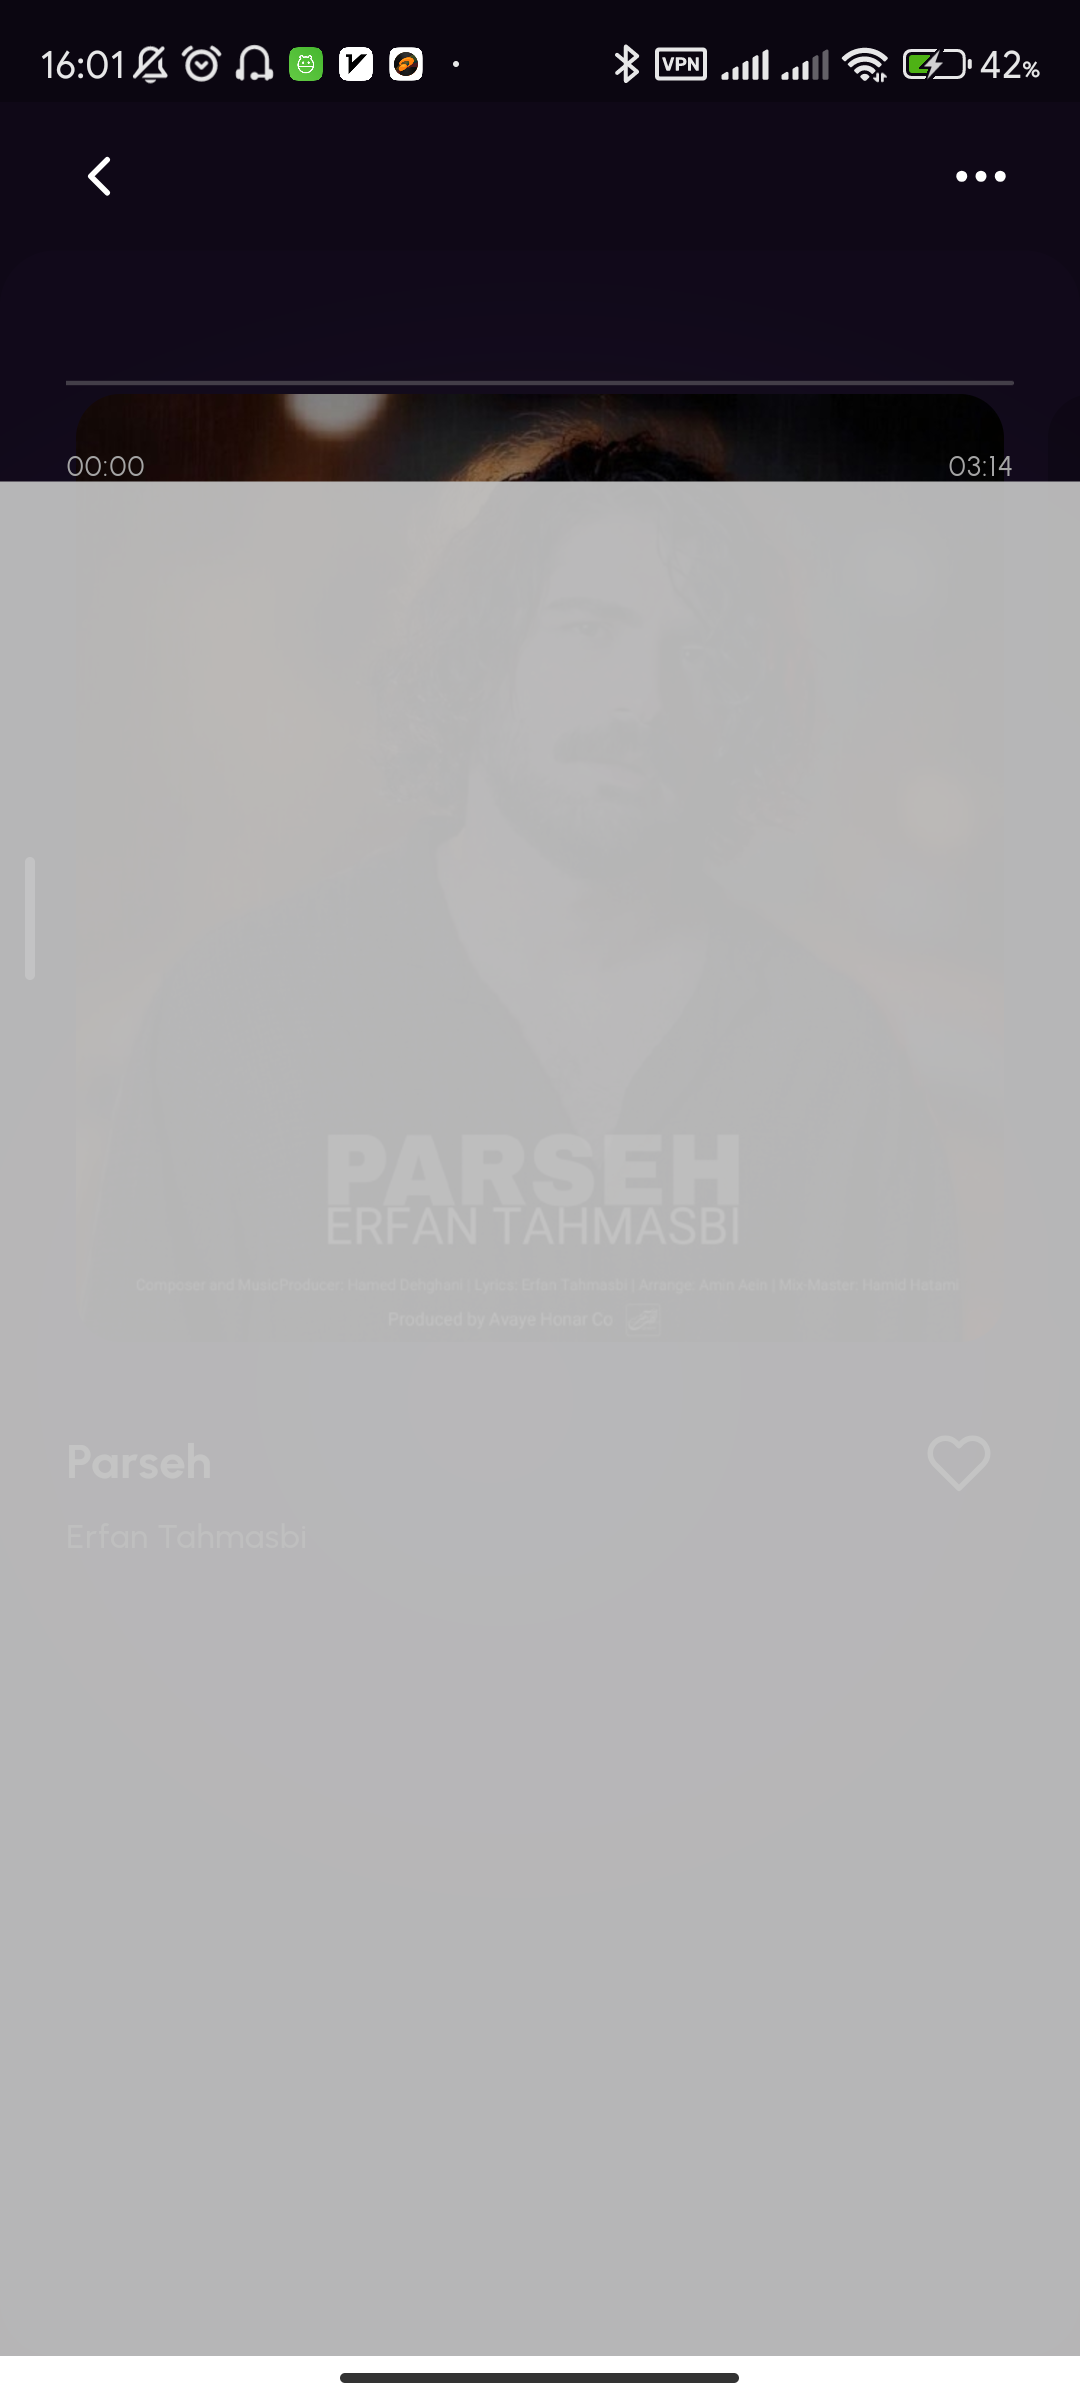 16:01 VPN 42%
00:00 03:14
PARSEH
ERFAN TAHMASBI
Composer and MusicProducer: Hamed Dehghani | Lyrics: Erfan Tahmasbi | Arrange: Amin Aein | Mix-Master: Hamid Hatami
Produced by Avaye Honar Co
Parseh
Erfan Tahmasbi